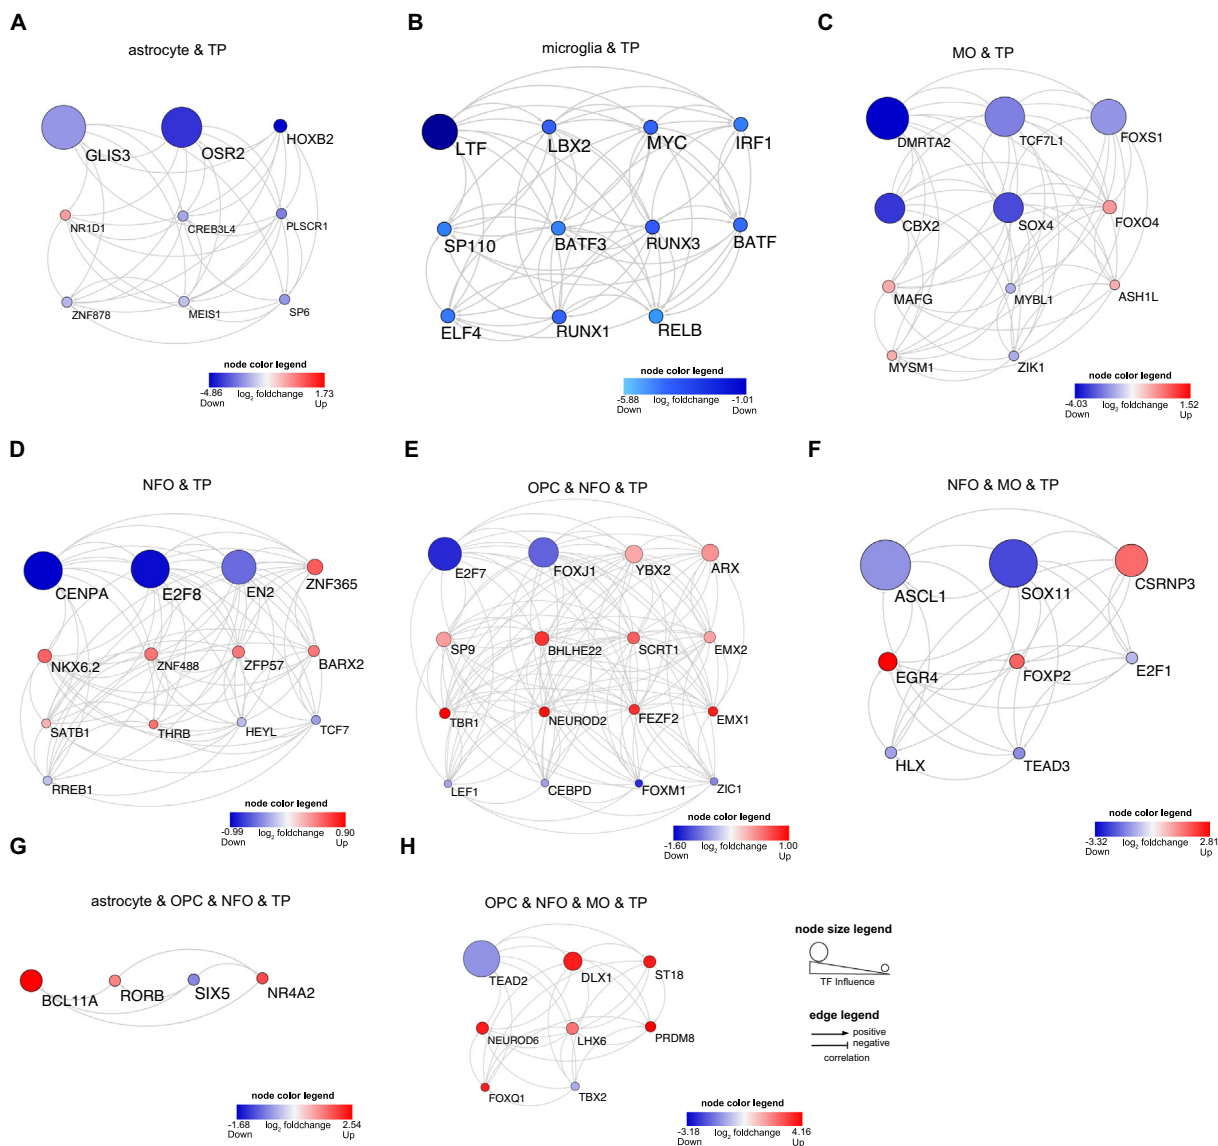 A
astrocyte & TP
GLIS3
OSR2
HOXB2
NR1D1
CREB3L4
PLSCR1
ZNF878
MEIS1
SP6
node color legend
-4.86 log2 foldchange 1.73
Down Up
B
microglia & TP
LTF
LBX2
MYC
IRF1
SP110
BATF3
RUNX3
BATF
ELF4
RUNX1
RELB
node color legend
-5.88 log2 foldchange -1.01
Down Down
C
MO & TP
DMRTA2
TCF7L1
FOXS1
CBX2
SOX4
FOXO4
MAFG
MYBL1
ASH1L
MYSM1
ZIK1
node color legend
-4.03 log2 foldchange 1.52
Down Up
D
NFO & TP
CENPA
E2F8
EN2
ZNF365
NKX6.2
ZNF488
ZFP57
BARX2
SATB1
THRB
HEYL
TCF7
RREB1
node color legend
-0.99 log2 foldchange 0.90
Down Up
E
OPC & NFO & TP
E2F7
FOXJ1
YBX2
ARX
SP9
BHLHE22
SCRT1
EMX2
TBR1
NEUROD2
FEZF2
EMX1
LEF1
CEBPD
FOXM1
ZIC1
node color legend
-1.60 log2 foldchange 1.00
Down Up
F
NFO & MO & TP
ASCL1
SOX11
CSRNP3
EGR4
FOXP2
E2F1
HLX
TEAD3
node color legend
-3.32 log2 foldchange 2.81
Down Up
G
astrocyte & OPC & NFO & TP
BCL11A
RORB
SIX5
NR4A2
node color legend
-1.68 log2 foldchange 2.54
Down Up
H
OPC & NFO & MO & TP
TEAD2
DLX1
ST18
NEUROD6
LHX6
PRDM8
FOXQ1
TBX2
node color legend
-3.18 log2 foldchange 4.16
Down Up
node size legend
TF Influence
edge legend
positive
negative
correlation